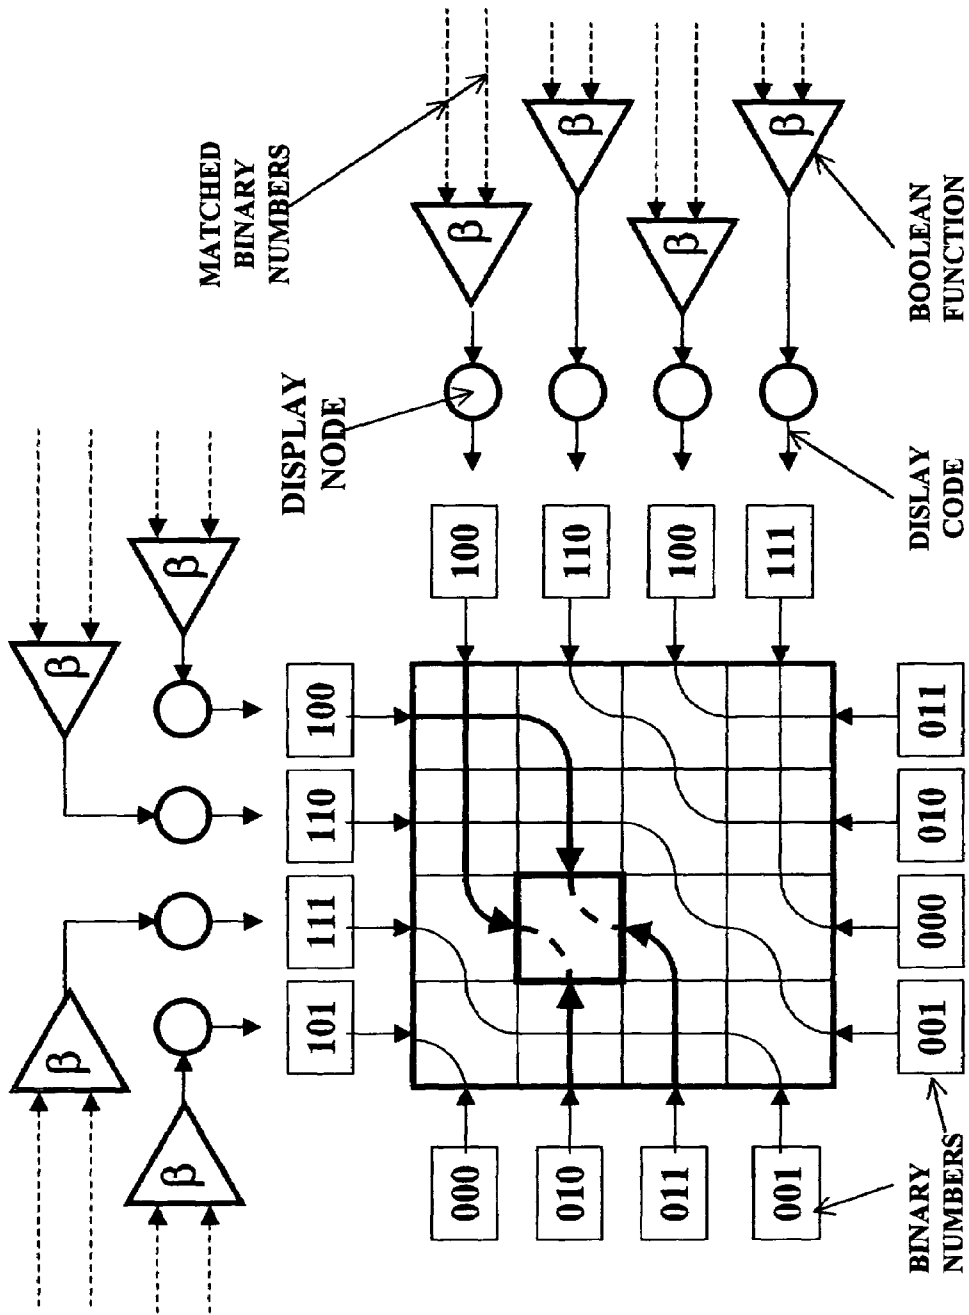 β
β
β
β
MATCHED
BINARY
NUMBERS
DISPLAY
NODE
101 111 110 100
000 100 β
010 110 β
011 100 β
001 111 β
001 000 010 011
BINARY
NUMBERS
DISLAY
CODE
BOOLEAN
FUNCTION